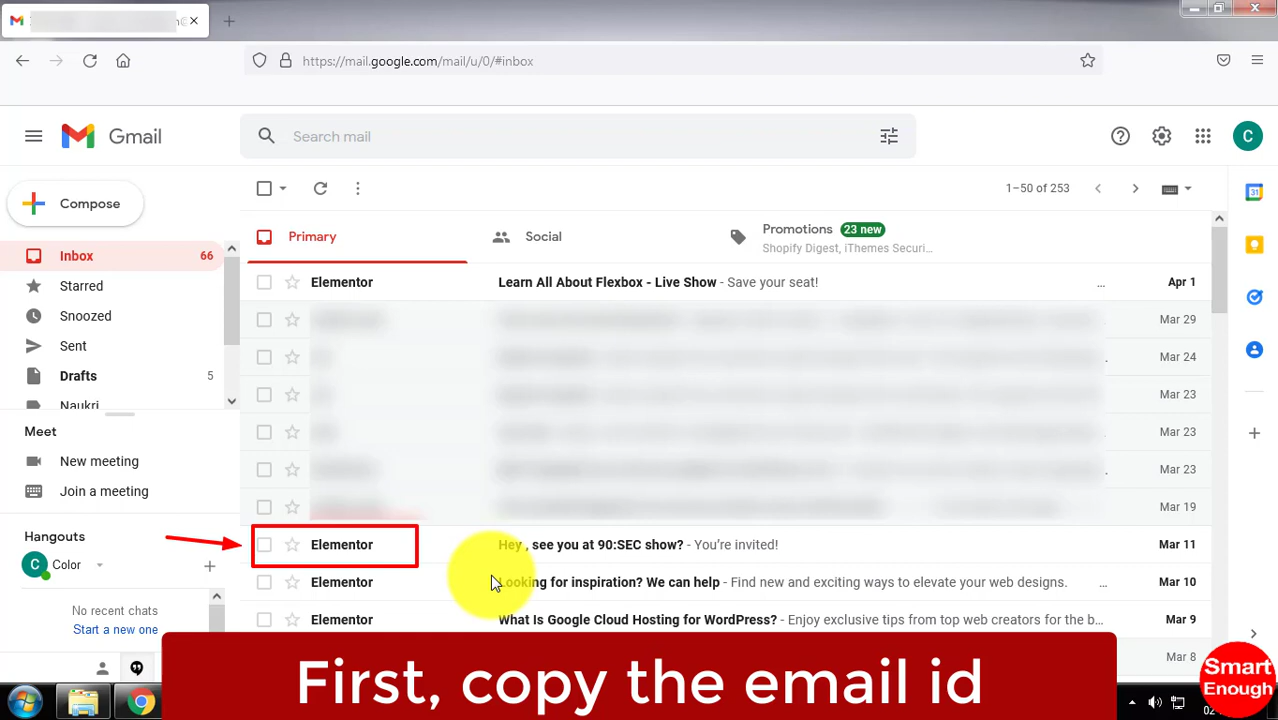 https://mail.google.com/mail/u/0/#inbox
Gmail
Search mail
C
Compose
1–50 of 253
Inbox 66
Starred
Snoozed
Sent
Drafts 5
Naukri
Primary
Social
Promotions 23 new
Shopify Digest, iThemes Securi...
31
Elementor Learn All About Flexbox - Live Show - Save your seat! ... Apr 1
Mar 29
Mar 24
Mar 23
Mar 23
Mar 23
Mar 19
Elementor Hey , see you at 90:SEC show? - You're invited! Mar 11
Elementor Looking for inspiration? We can help - Find new and exciting ways to elevate your web designs. ... Mar 10
Elementor What Is Google Cloud Hosting for WordPress? - Enjoy exclusive tips from top web creators for the b... Mar 9
Mar 8
Meet
New meeting
Join a meeting
Hangouts
C Color
No recent chats
Start a new one
First, copy the email id
Smart
Enough